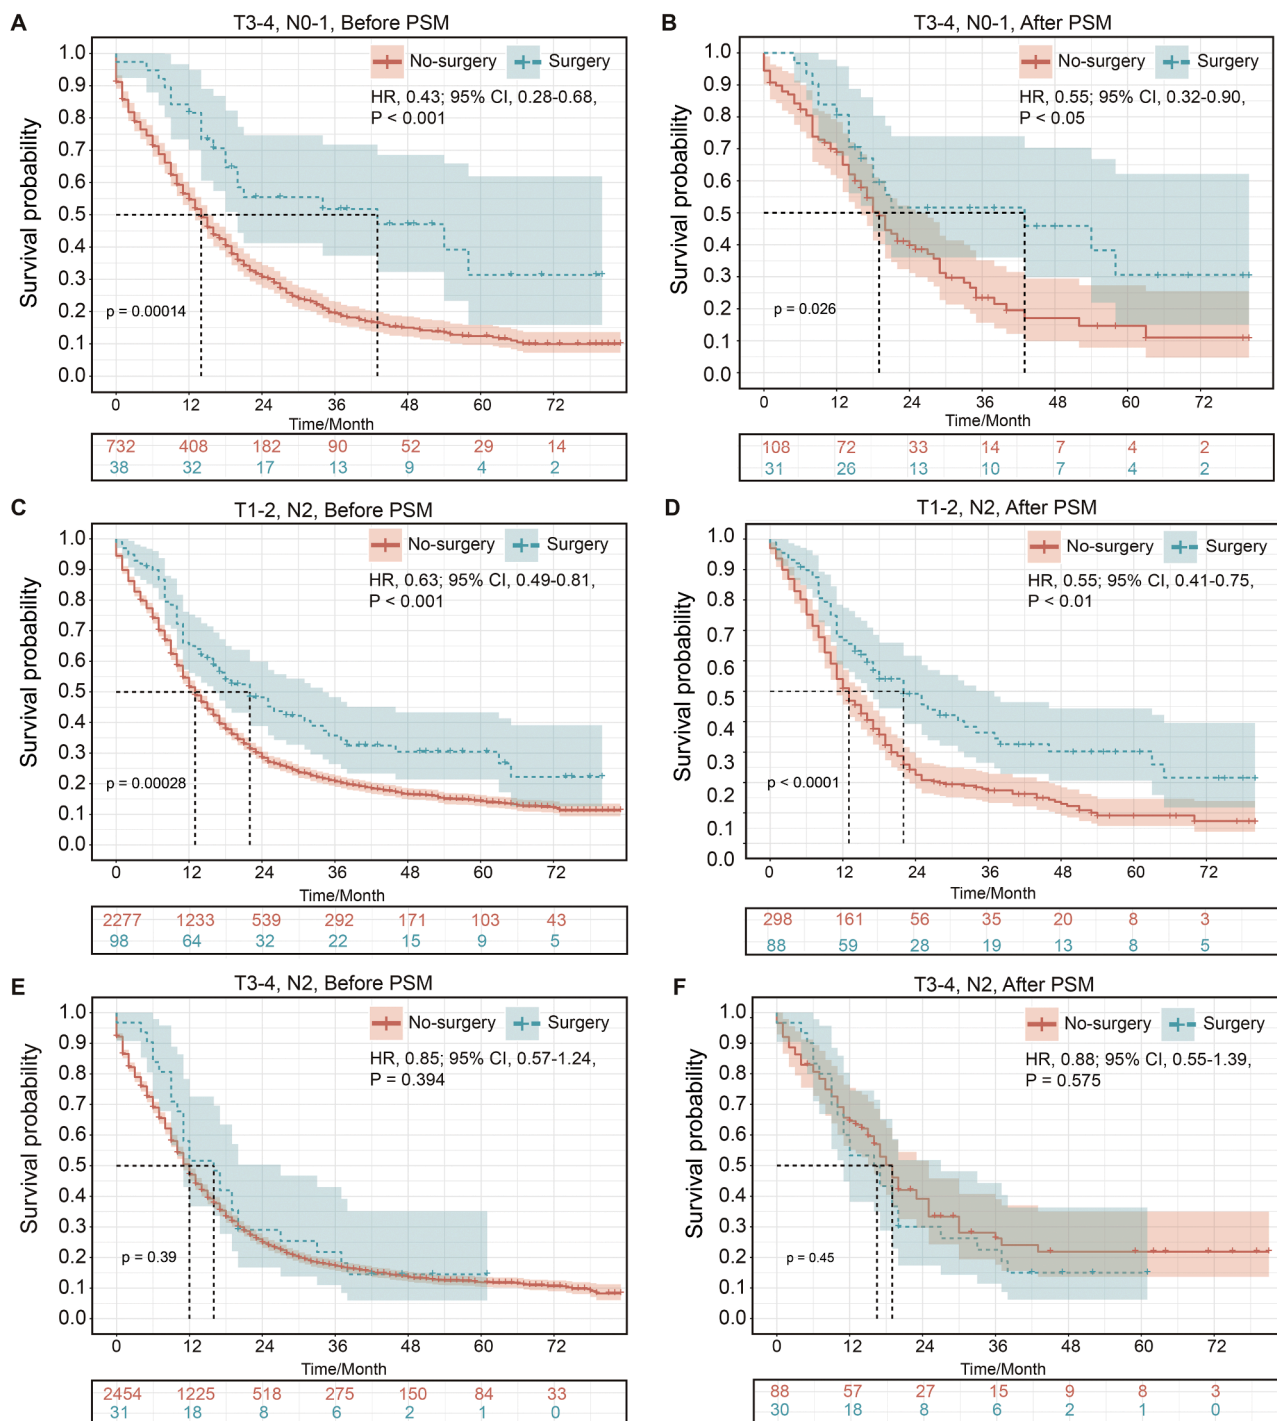 A
T3-4, N0-1, Before PSM
Survival probability
1.0
0.9
0.8
0.7
0.6
0.5
0.4
0.3
0.2
0.1
0.0
No-surgery Surgery
HR, 0.43; 95% CI, 0.28-0.68,
P < 0.001
p = 0.00014
0 12 24 36 48 60 72
Time/Month
732 408 182 90 52 29 14
38 32 17 13 9 4 2
B
T3-4, N0-1, After PSM
Survival probability
1.0
0.9
0.8
0.7
0.6
0.5
0.4
0.3
0.2
0.1
0.0
No-surgery Surgery
HR, 0.55; 95% CI, 0.32-0.90,
P < 0.05
p = 0.026
0 12 24 36 48 60 72
Time/Month
108 72 33 14 7 4 2
31 26 13 10 7 4 2
C
T1-2, N2, Before PSM
Survival probability
1.0
0.9
0.8
0.7
0.6
0.5
0.4
0.3
0.2
0.1
0.0
No-surgery Surgery
HR, 0.63; 95% CI, 0.49-0.81,
P < 0.001
p = 0.00028
0 12 24 36 48 60 72
Time/Month
2277 1233 539 292 171 103 43
98 64 32 22 15 9 5
D
T1-2, N2, After PSM
Survival probability
1.0
0.9
0.8
0.7
0.6
0.5
0.4
0.3
0.2
0.1
0.0
No-surgery Surgery
HR, 0.55; 95% CI, 0.41-0.75,
P < 0.01
p < 0.0001
0 12 24 36 48 60 72
Time/Month
298 161 56 35 20 8 3
88 59 28 19 13 8 5
E
T3-4, N2, Before PSM
Survival probability
1.0
0.9
0.8
0.7
0.6
0.5
0.4
0.3
0.2
0.1
0.0
No-surgery Surgery
HR, 0.85; 95% CI, 0.57-1.24,
P = 0.394
p = 0.39
0 12 24 36 48 60 72
Time/Month
2454 1225 518 275 150 84 33
31 18 8 6 2 1 0
F
T3-4, N2, After PSM
Survival probability
1.0
0.9
0.8
0.7
0.6
0.5
0.4
0.3
0.2
0.1
0.0
No-surgery Surgery
HR, 0.88; 95% CI, 0.55-1.39,
P = 0.575
p = 0.45
0 12 24 36 48 60 72
Time/Month
88 57 27 15 9 8 3
30 18 8 6 2 1 0